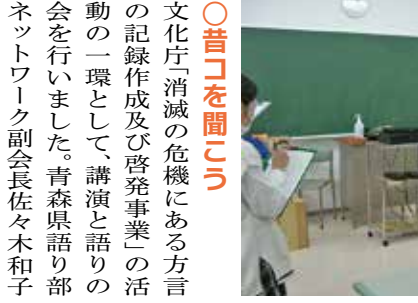 ○昔コを聞こう
文化庁「消滅の危機にある方言
の記録作成及び啓発事業」の活
動の一環として、講演と語りの
会を行いました。青森県語り部
ネットワーク副会長佐々木和子